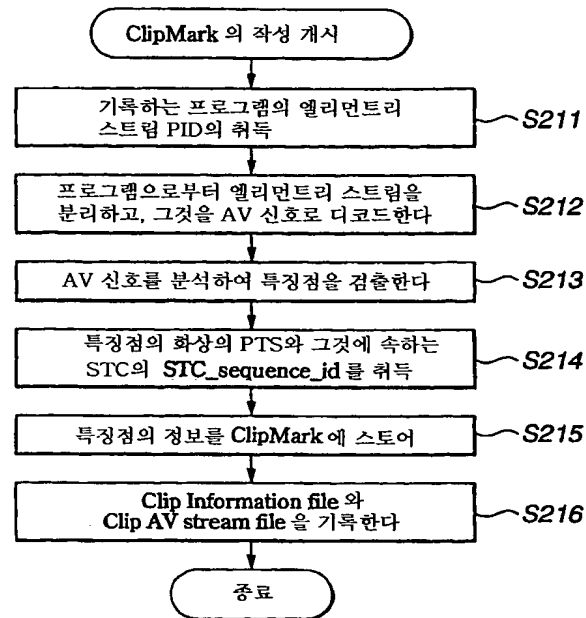 ClipMark 의 작성 개시
기록하는 프로그램의 엘리먼트리
스트림 PID의 취득
S211
프로그램으로부터 엘리먼트리 스트림을
분리하고, 그것을 AV 신호로 디코드한다
S212
AV 신호를 분석하여 특징점을 검출한다
S213
특징점의 화상의 PTS와 그것에 속하는
STC의 STC_sequence_id 를 취득
S214
특징점의 정보를 ClipMark 에 스토어
S215
Clip Information file 와
Clip AV stream file 을 기록한다
S216
종료